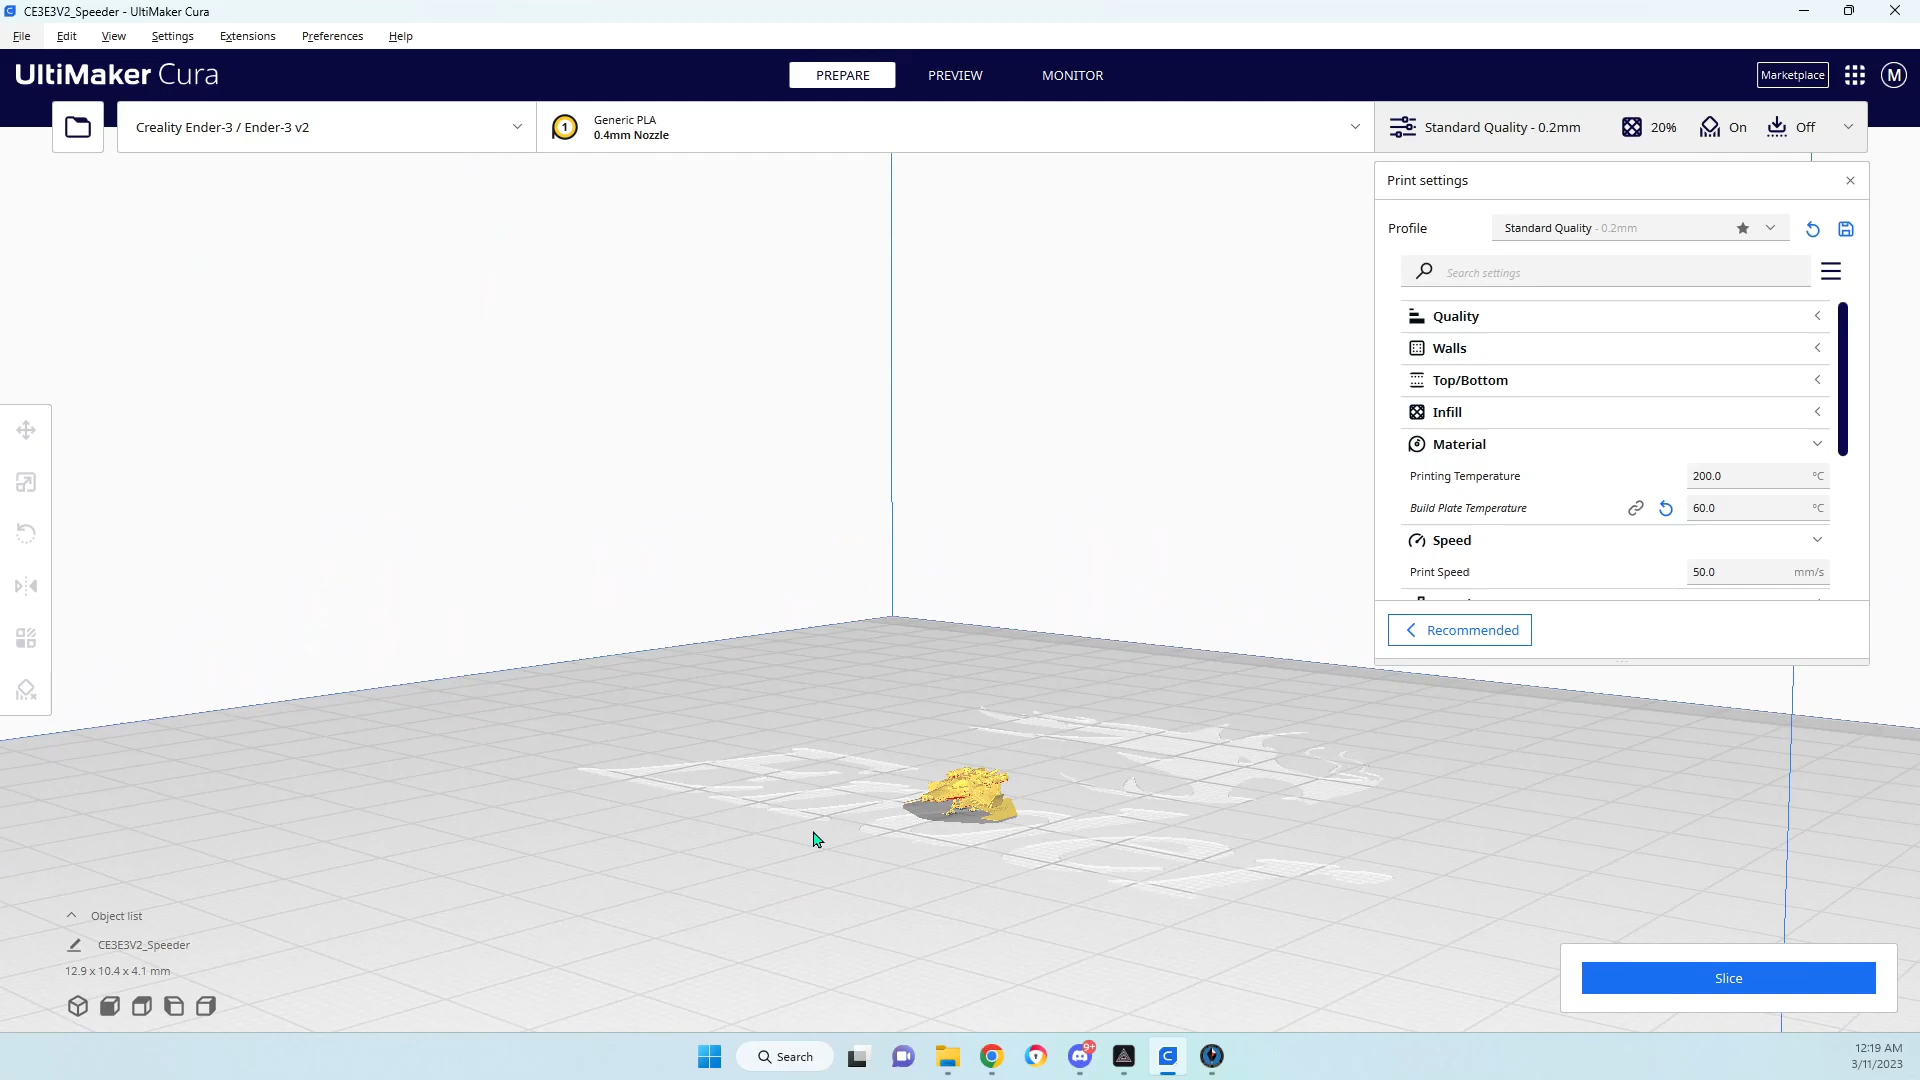 CE3E3V2_Speeder - UltiMaker Cura
File Edit View Settings Extensions Preferences Help
UltiMaker Cura
PREPARE PREVIEW MONITOR
Marketplace
M
Creality Ender-3 / Ender-3 v2
1
Generic PLA
0.4mm Nozzle
Standard Quality - 0.2mm 20% On Off
Print settings
Profile Standard Quality - 0.2mm
Search settings
Quality
Walls
Top/Bottom
Infill
Material
Printing Temperature 200.0 °C
Build Plate Temperature 60.0 °C
Speed
Print Speed 50.0 mm/s
Recommended
Object list
CE3E3V2_Speeder
12.9 x 10.4 x 4.1 mm
Slice
Search
9+
12:19 AM
3/11/2023